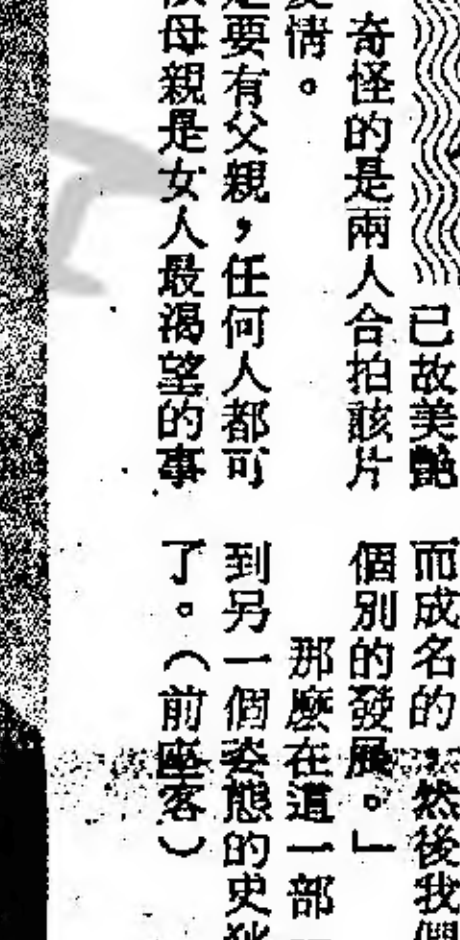 已故美艷
奇怪的是兩人合拍該片
情。
要有父親，任何人都可
母親是女人最渴望的事
而成名的，然後我們
個別的發展。」
那麼在這一部
到另一個姿態的史
了。（前座客）